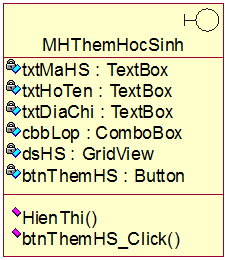 MHThemHocSinh
txtMaHS : TextBox
txtHoTen : TextBox
txtDiaChi : TextBox
cbbLop : ComboBox
dsHS : GridView
btnThemHS : Button
HienThi()
btnThemHS_Click()